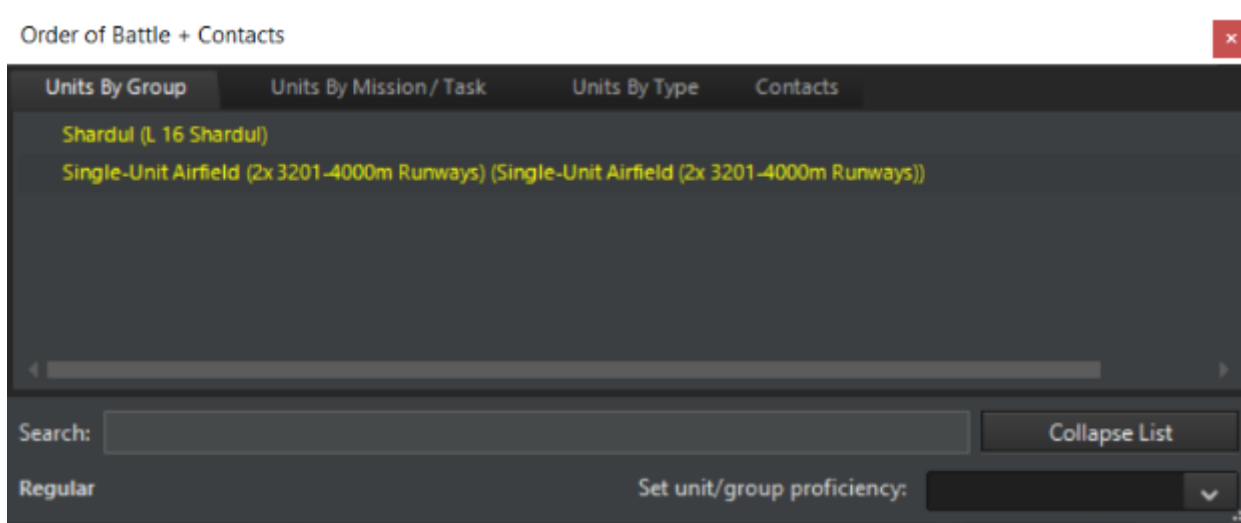 Order of Battle + Contacts
Units By Group Units By Mission / Task Units By Type Contacts
Shardul (L 16 Shardul)
Single-Unit Airfield (2x 3201-4000m Runways) (Single-Unit Airfield (2x 3201-4000m Runways))
Search: Collapse List
Regular Set unit/group proficiency: